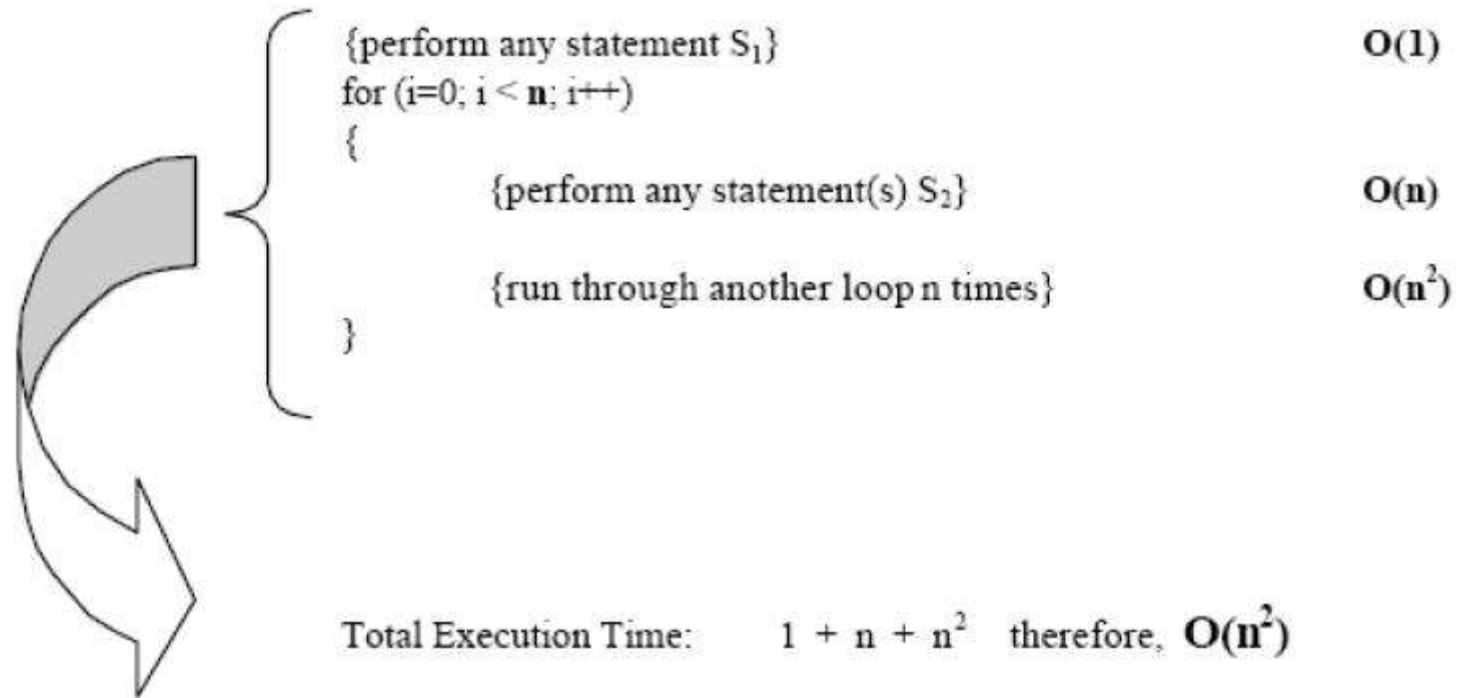 {perform any statement S₁} O(1)
for (i=0; i < n; i++)
{
{perform any statement(s) S₂} O(n)
{run through another loop n times} O(n²)
}
Total Execution Time: 1 + n + n² therefore, O(n²)